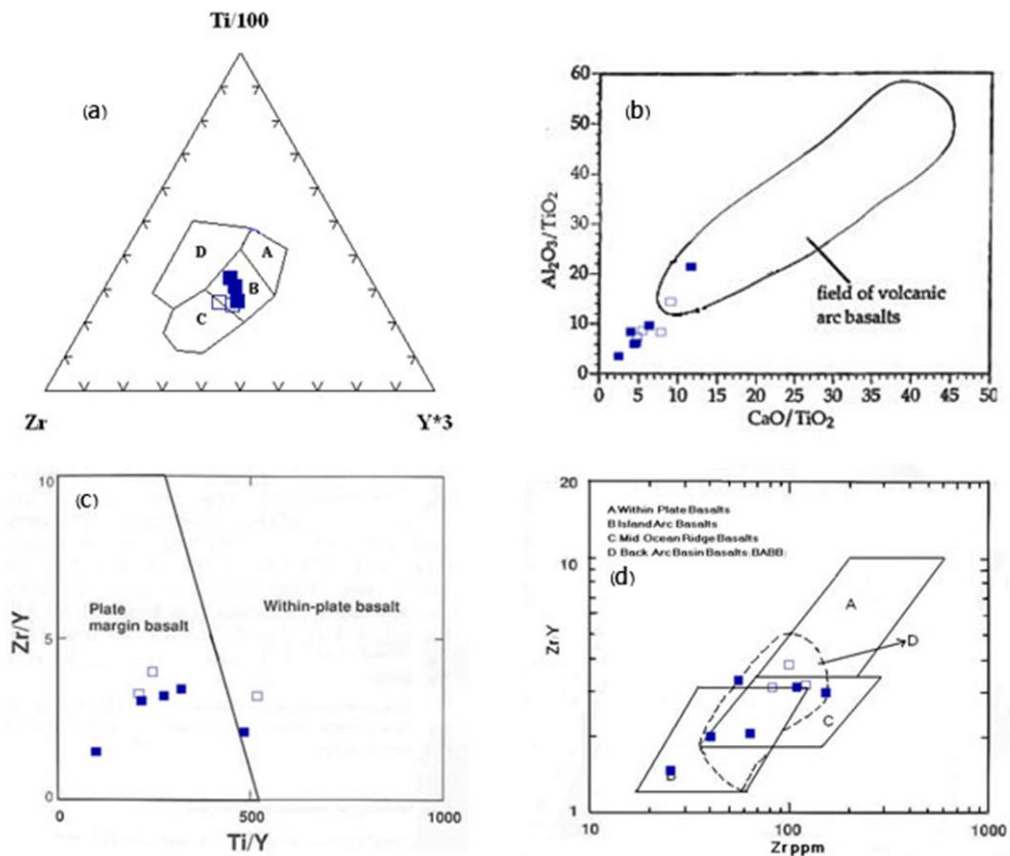 Ti/100
(a)
D
A
B
C
Zr
Y*3
60
50
40
30
20
10
0
Al₂O₃/TiO₂
(b)
field of volcanic
arc basalts
0 5 10 15 20 25 30 35 40 45 50
CaO/TiO₂
10
(c)
Plate
margin basalt
Within-plate basalt
Zr/Y
5
0
0 500 1000
Ti/Y
20
A Within Plate Basalts
B Island Arc Basalts
C Mid Ocean Ridge Basalts
D Back Arc Basin Basalts (BABB)
10
(d)
A
D
Zr/Y
C
B
1
10 100 1000
Zr ppm